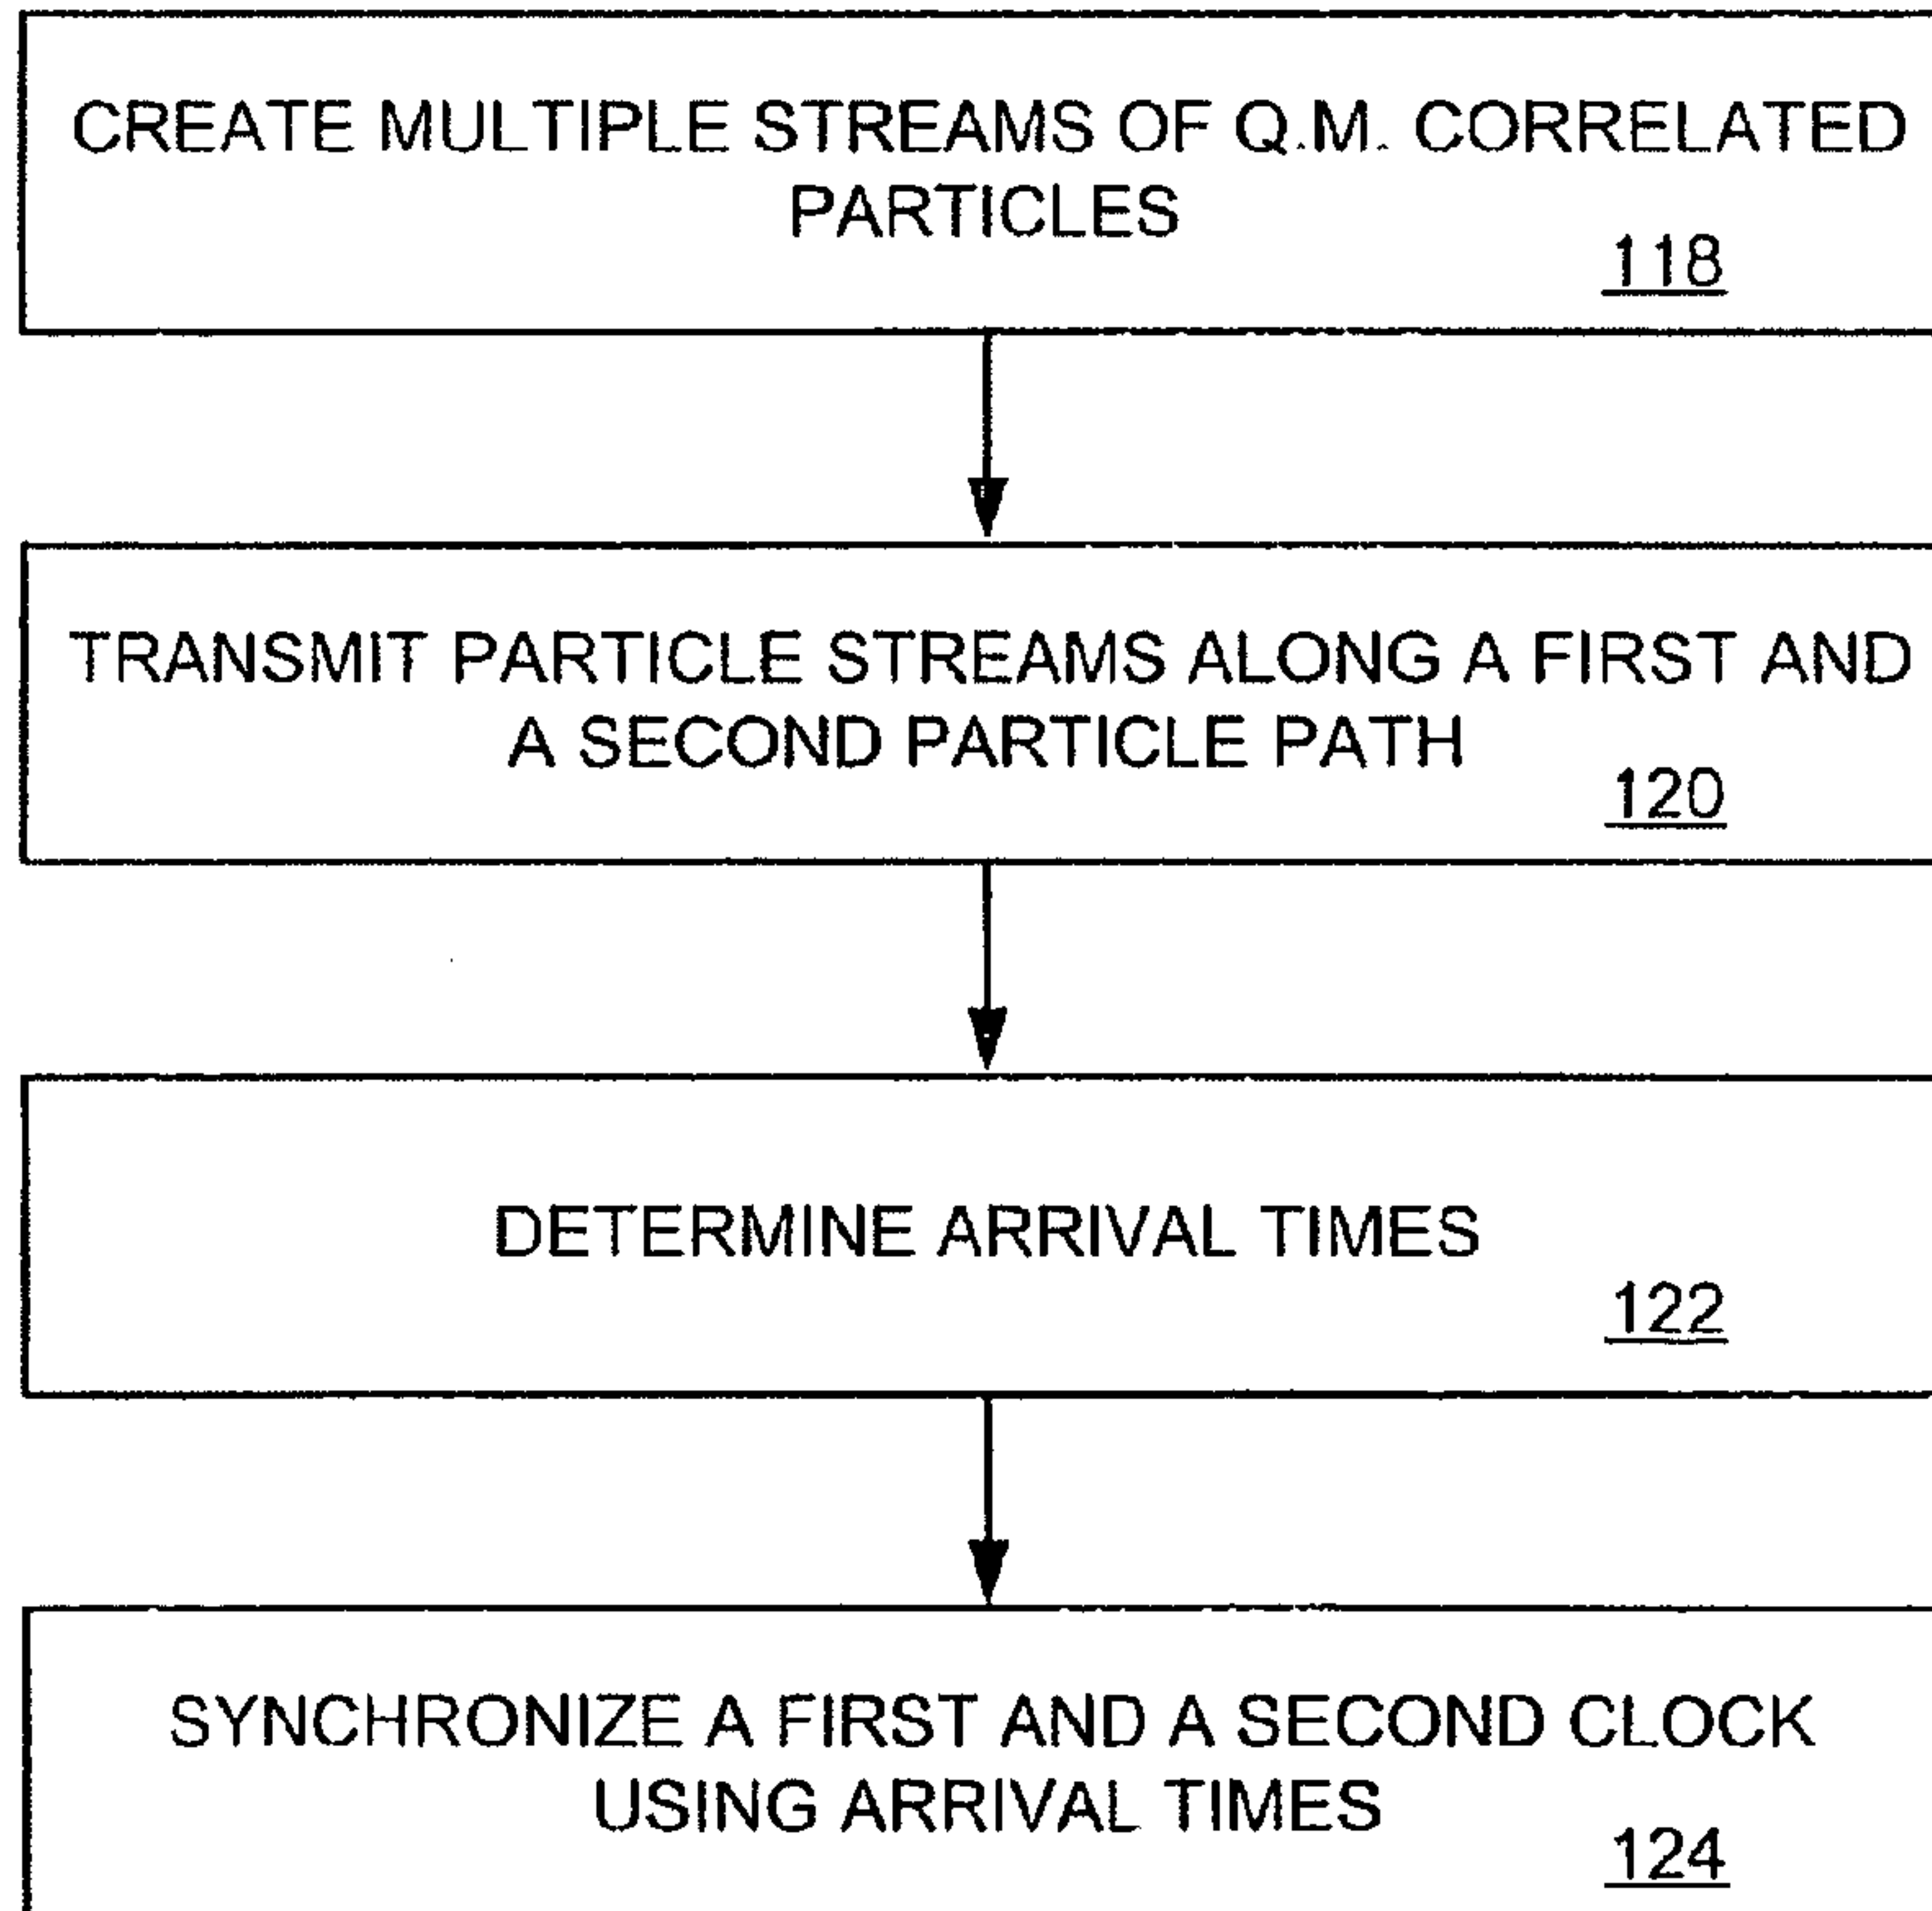 CREATE MULTIPLE STREAMS OF Q.M. CORRELATED
PARTICLES
118
TRANSMIT PARTICLE STREAMS ALONG A FIRST AND
A SECOND PARTICLE PATH
120
DETERMINE ARRIVAL TIMES
122
SYNCHRONIZE A FIRST AND A SECOND CLOCK
USING ARRIVAL TIMES
124